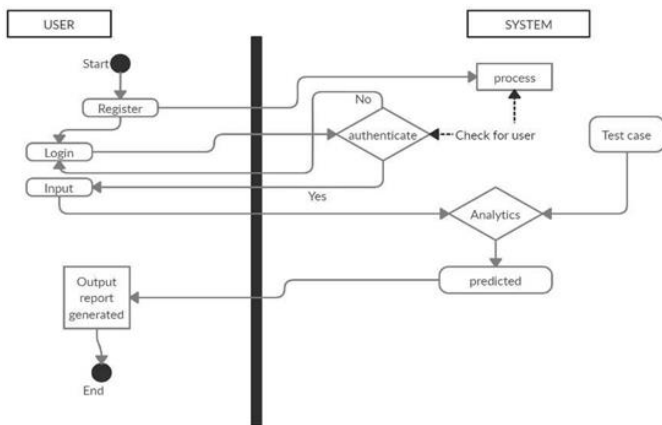 USER
SYSTEM
Start
process
Register
No
authenticate
Check for user
Test case
Login
Input
Yes
Analytics
Output
report
generated
predicted
End